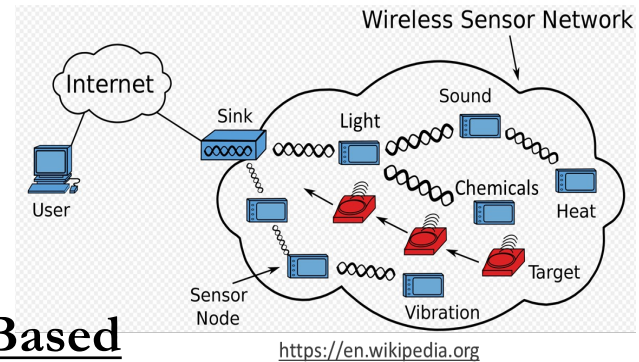 Wireless Sensor Network
Internet
Sink
Light
Sound
User
Chemicals
Heat
Target
Sensor
Node
Vibration
Based
https://en.wikipedia.org